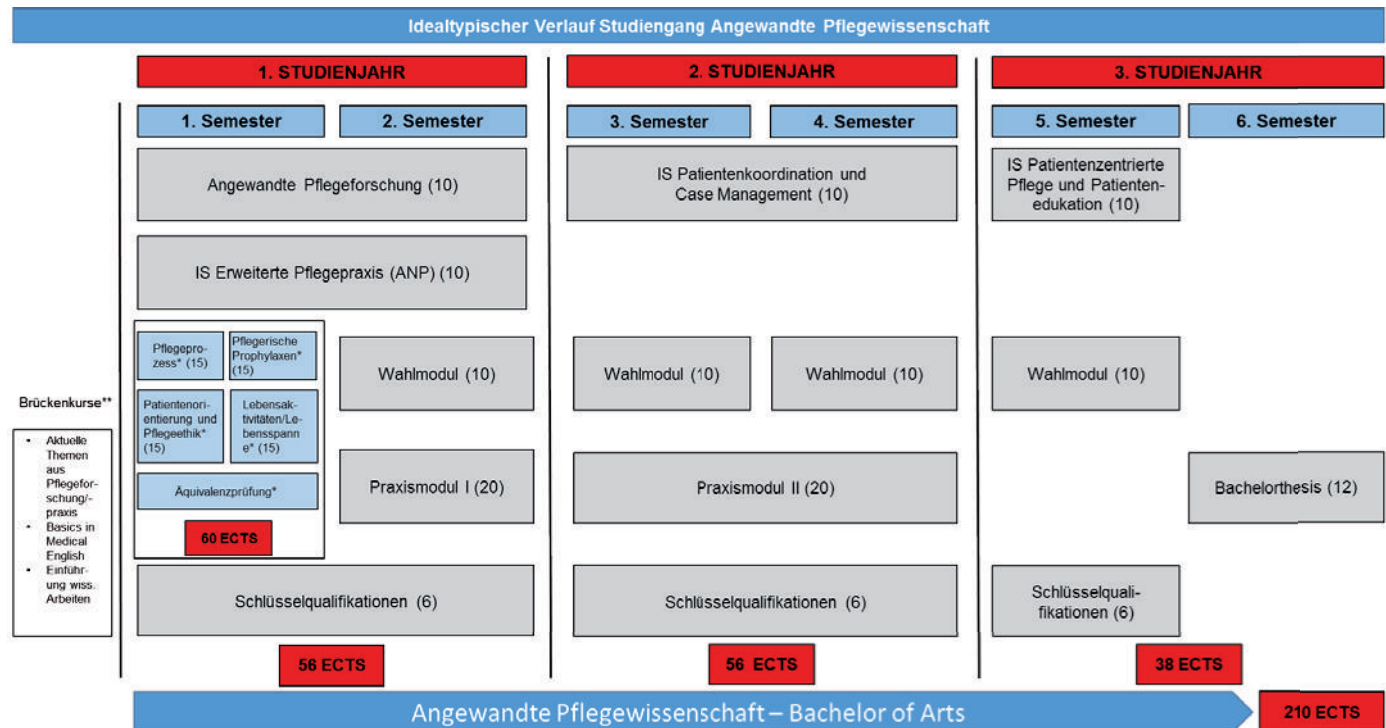 Idealtypischer Verlauf Studiengang Angewandte Pflegewissenschaft
1. STUDIENJAHR
2. STUDIENJAHR
3. STUDIENJAHR
1. Semester
2. Semester
3. Semester
4. Semester
5. Semester
6. Semester
Angewandte Pflegeforschung (10)
IS Patientenkoordination und
Case Management (10)
IS Patientenzentrierte
Pflege und Patienten-
edukation (10)
IS Erweiterte Pflegepraxis (ANP) (10)
Pflegepro-
zess* (15)
Pflegerische
Prophylaxen*
(15)
Patientenori-
entierung und
Pflegeethik*
(15)
Lebensak-
tivitäten/Le-
bensspann
e* (15)
Äquivalenzprüfung*
60 ECTS
Wahlmodul (10)
Wahlmodul (10)
Wahlmodul (10)
Wahlmodul (10)
Brückenkurse**
• Aktuelle
Themen
aus
Pflegefor-
schung/-
praxis
• Basics in
Medical
English
• Einführ-
ung wiss.
Arbeiten
Praxismodul I (20)
Praxismodul II (20)
Bachelorthesis (12)
Schlüsselqualifikationen (6)
Schlüsselqualifikationen (6)
Schlüsselquali-
fikationen (6)
56 ECTS
56 ECTS
38 ECTS
Angewandte Pflegewissenschaft – Bachelor of Arts
210 ECTS